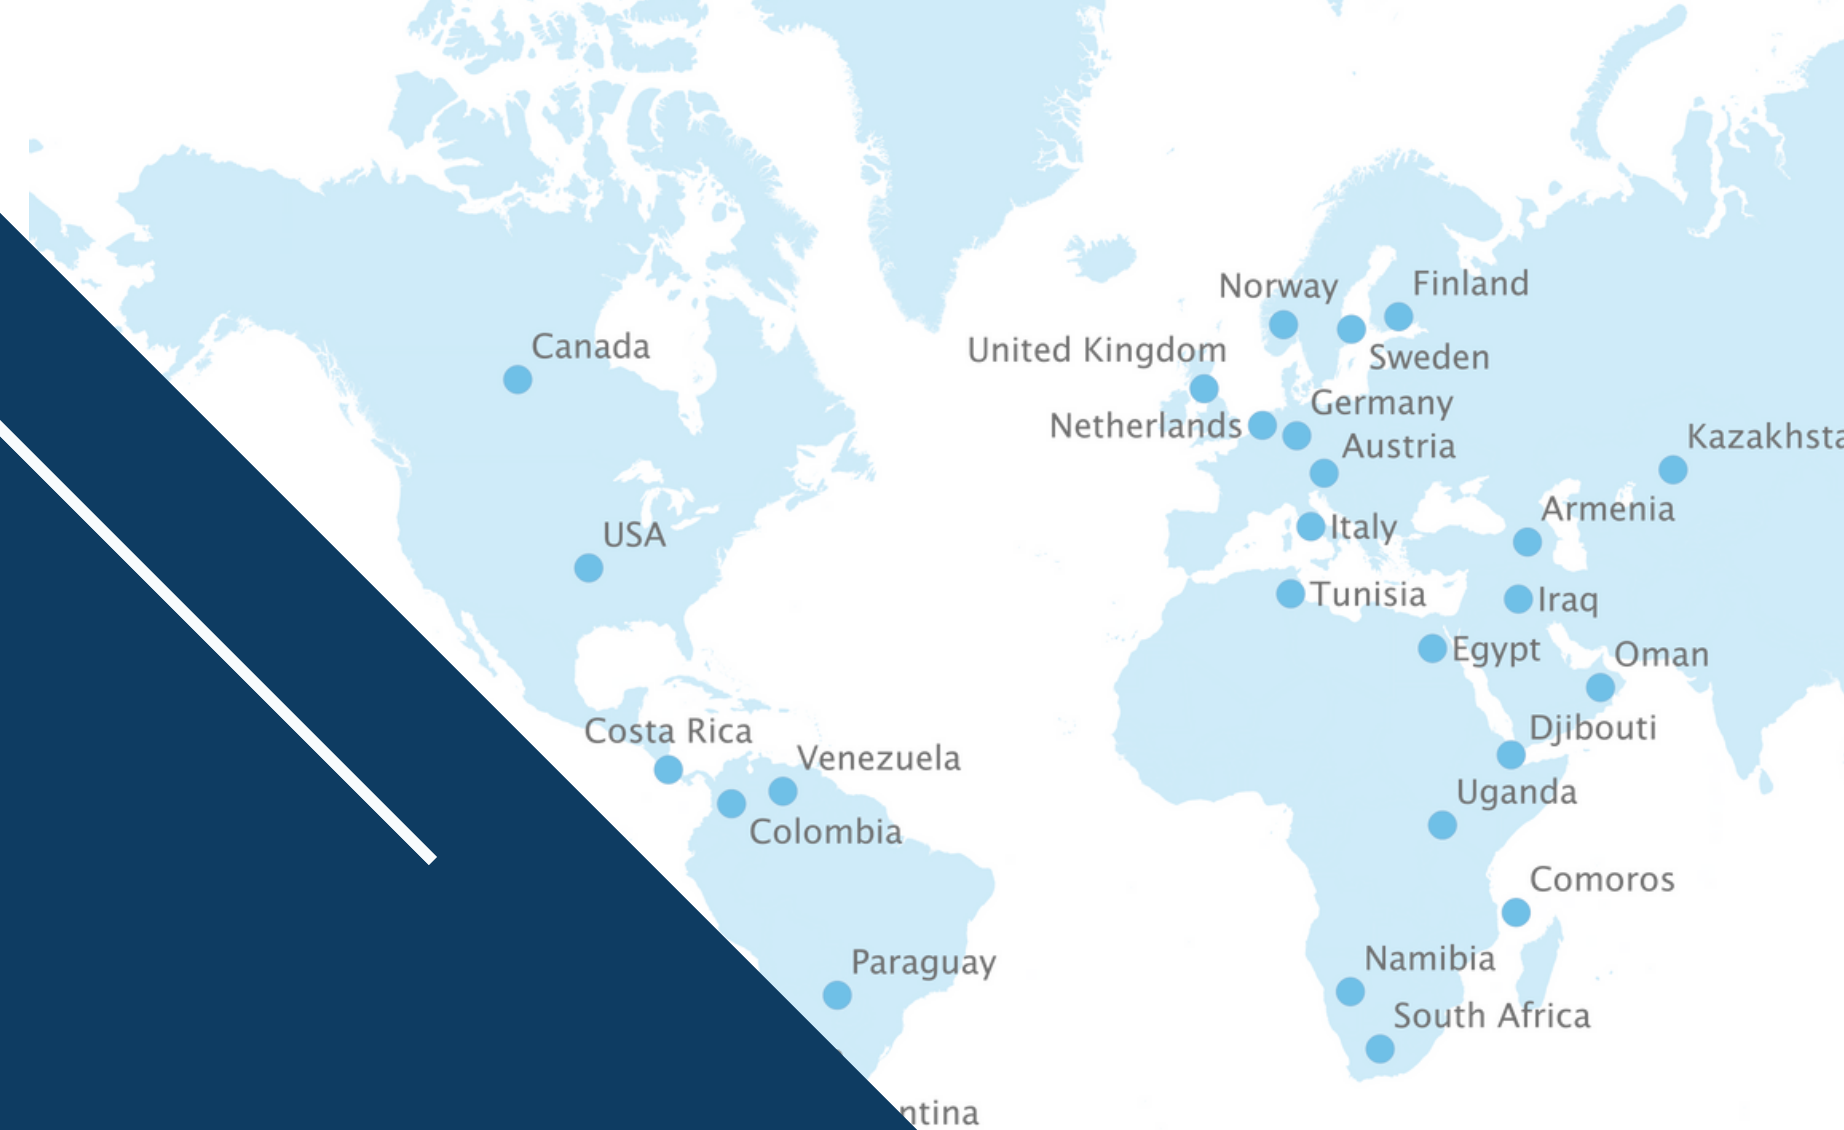 Finland
Norway
Canada
United Kingdom
Sweden
Germany
Netherlands
Kazakhsta
Austria
Armenia
USA
Italy
Tunisia
Iraq
Egypt
Oman
Djibouti
Costa Rica
Venezuela
Uganda
Colombia
Comoros
Namibia
Paraguay
South Africa
ntina